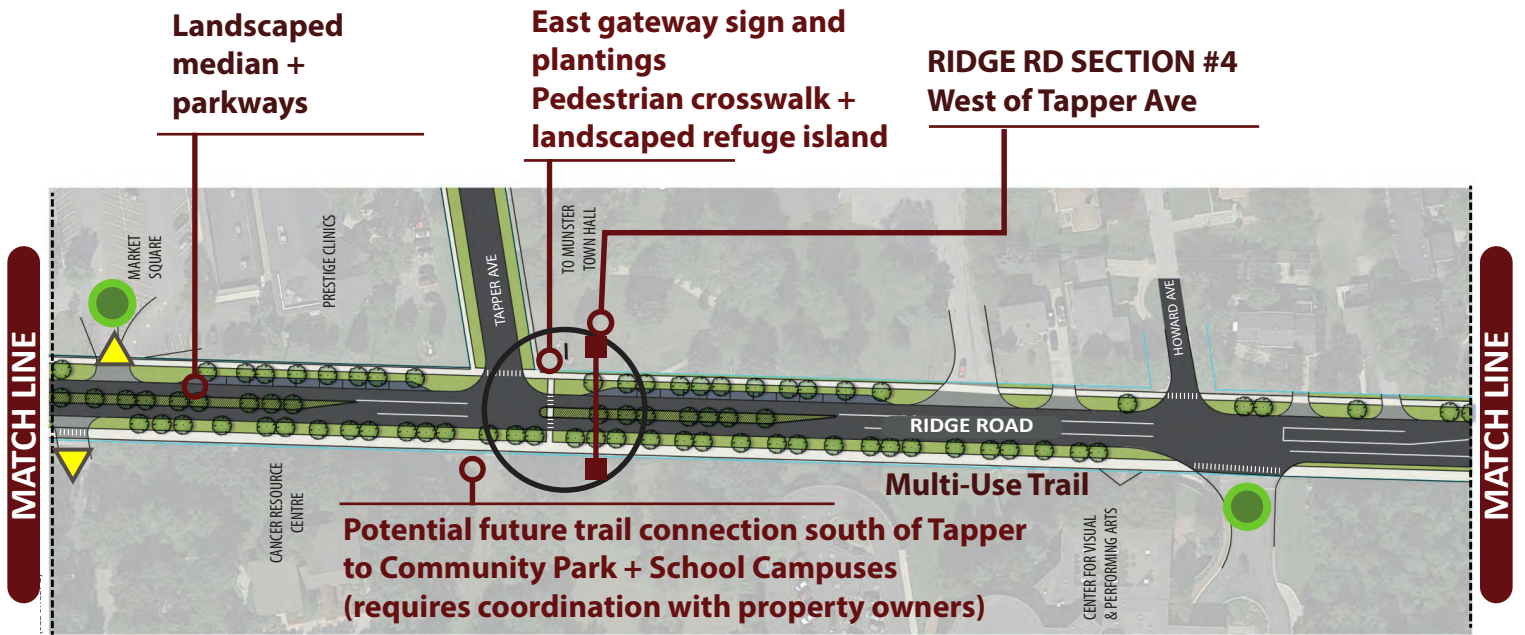 Landscaped
median +
parkways
East gateway sign and
plantings
Pedestrian crosswalk +
landscaped refuge island
RIDGE RD SECTION #4
West of Tapper Ave
MATCH LINE
MARKET
SQUARE
PRESTIGE CLINICS
TAPPER AVE
TO MUNSTER
TOWN HALL
HOWARD AVE
MATCH LINE
RIDGE ROAD
Multi-Use Trail
CANCER RESOURCE
CENTRE
Potential future trail connection south of Tapper
to Community Park + School Campuses
(requires coordination with property owners)
CENTER FOR VISUAL
& PERFORMING ARTS